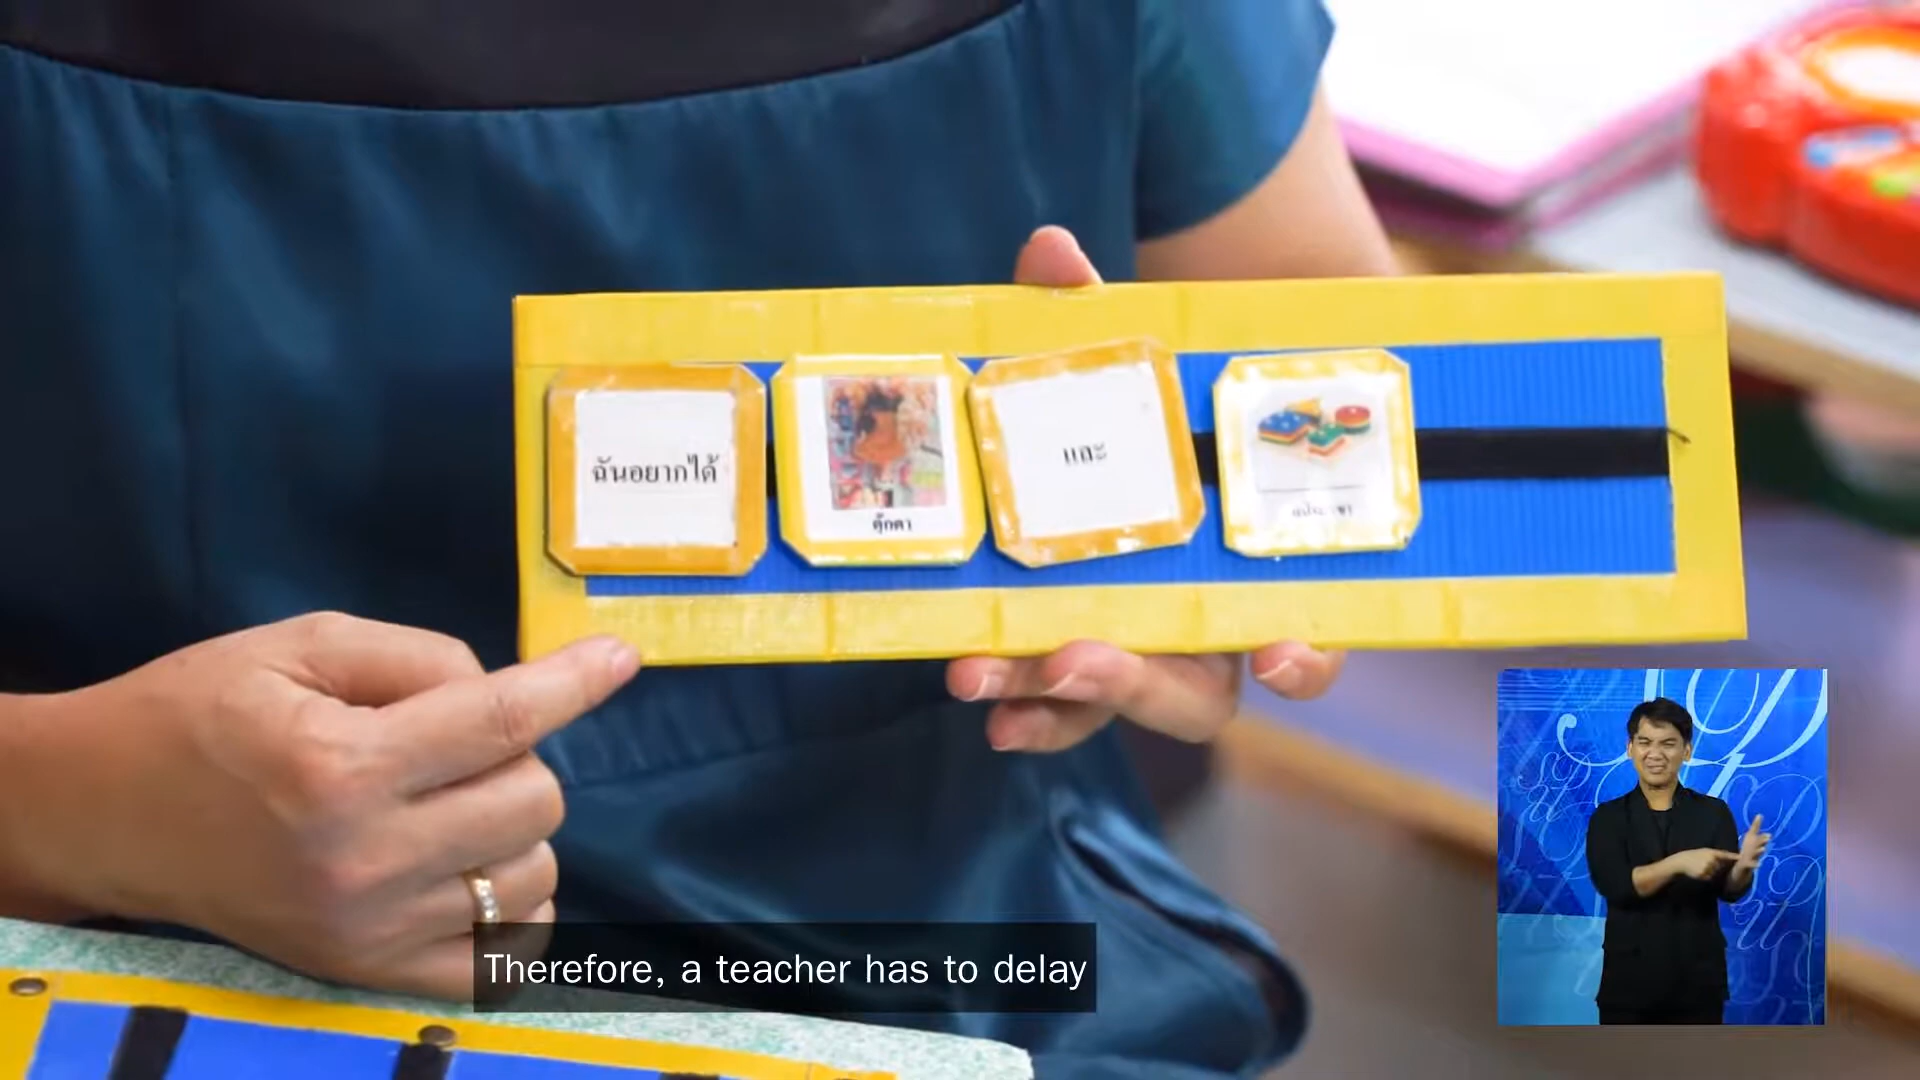 ฉันอยากได้
ตุ๊กตา
และ
Therefore, a teacher has to delay